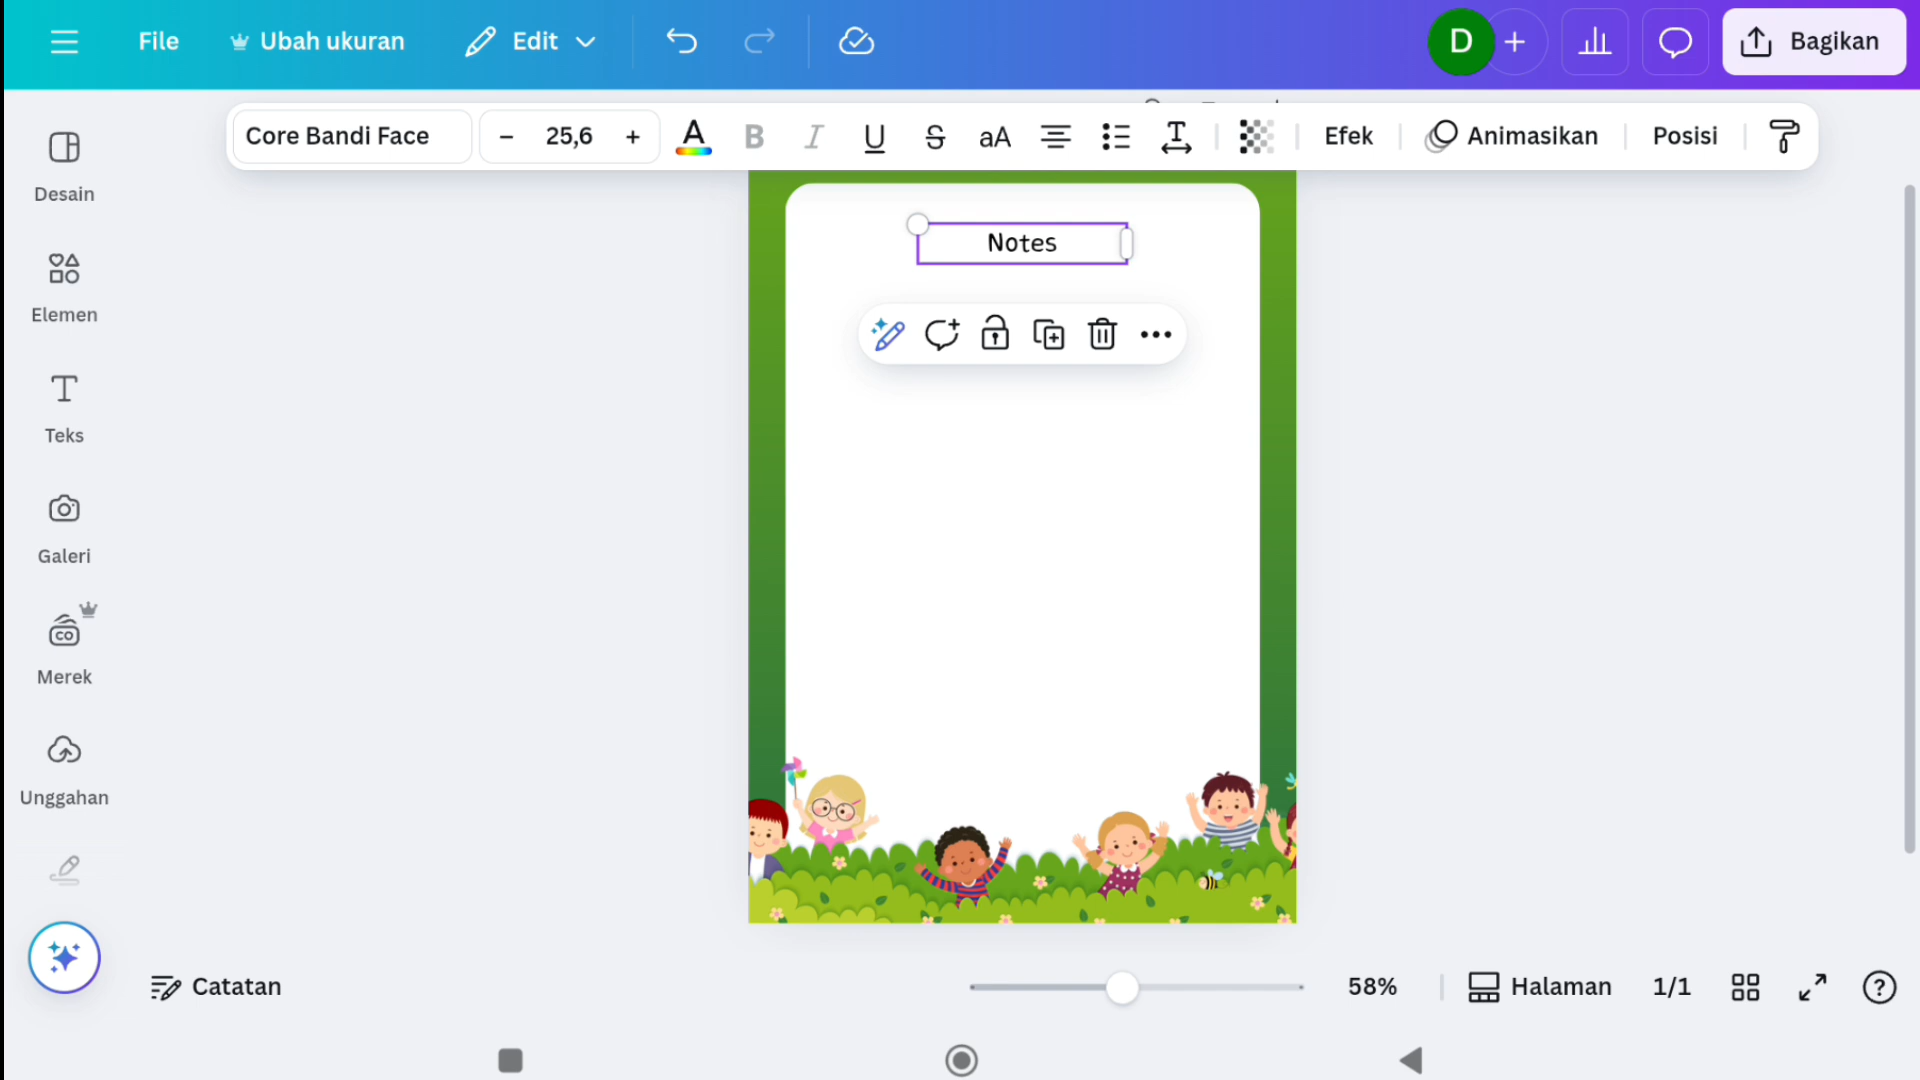 File
Ubah ukuran
Edit
D
Bagikan
Core Bandi Face
25,6
A
B
I
U
S
aA
T
Efek
Animasikan
Posisi
Desain
Elemen
Teks
Galeri
CO
Merek
Unggahan
Notes
Catatan
58%
Halaman
1/1
?